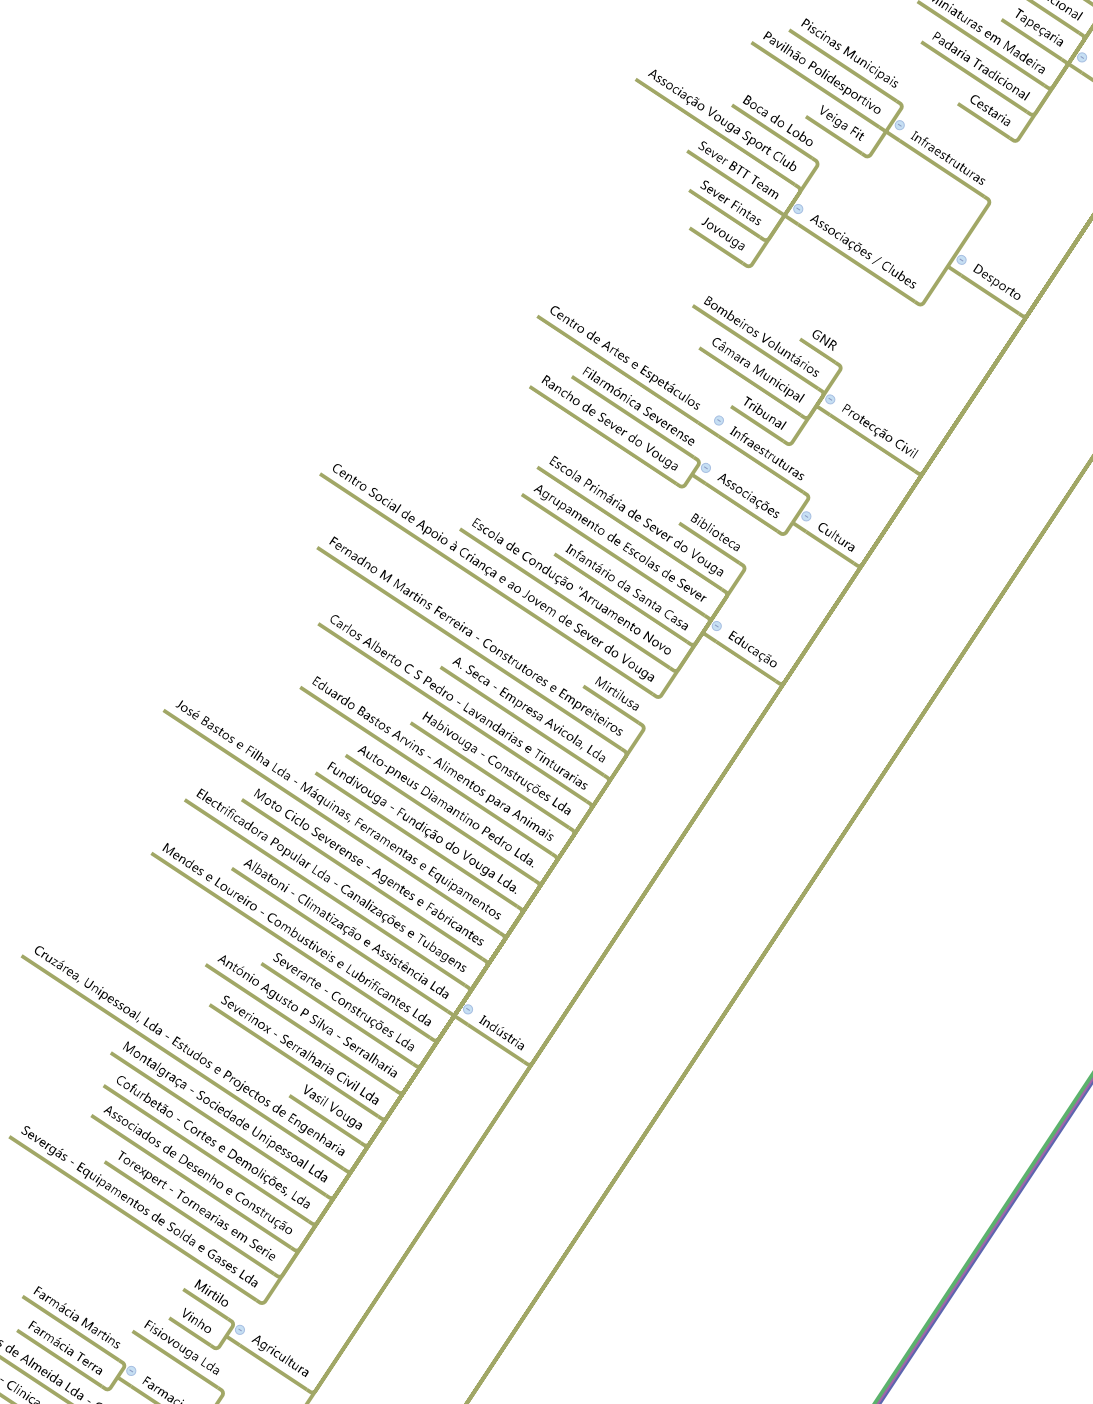 Tapeçaria
Miniaturas em Madeira
Padaria Tradicional
Cestaria
Piscinas Municipais
Pavilhão Polidesportivo
Veiga Fit
Infraestruturas
Boca do Lobo
Associação Vouga Sport Club
Sever BTT Team
Sever Fintas
Jovouga
Associações / Clubes
Desporto
GNR
Bombeiros Voluntários
Câmara Municipal
Tribunal
Protecção Civil
Centro de Artes e Espetáculos
Infraestruturas
Filarmónica Severense
Rancho de Sever do Vouga
Associações
Cultura
Biblioteca
Escola Primária de Sever do Vouga
Agrupamento de Escolas de Sever
Infantário da Santa Casa
Escola de Condução "Arruamento Novo
Centro Social de Apoio à Criança e ao Jovem de Sever do Vouga
Educação
Mirtilusa
Fernadno M Martins Ferreira - Construtores e Empreiteiros
A. Seca - Empresa Avicola, Lda
Carlos Alberto C S Pedro - Lavandarias e Tinturarias
Habivouga - Construções Lda
Eduardo Bastos Arvins - Alimentos para Animais
Auto-pneus Diamantino Pedro Lda.
Fundivouga - Fundição do Vouga Lda.
José Bastos e Filha Lda - Máquinas, Ferramentas e Equipamentos
Moto Ciclo Severense - Agentes e Fabricantes
Electrificadora Popular Lda - Canalizações e Tubagens
Albatoni - Climatização e Assistência Lda
Mendes e Loureiro - Combustiveis e Lubrificantes Lda
Severarte - Construções Lda
António Agusto P Silva - Serralharia
Severinox - Serralharia Civil Lda
Vasil Vouga
Cruzárea, Unipessoal, Lda - Estudos e Projectos de Engenharia
Montalgraça - Sociedade Unipessoal Lda
Cofurbetão - Cortes e Demolições, Lda
Associados de Desenho e Construção
Torexpert - Tornearias em Serie
Severgás - Equipamentos de Solda e Gases Lda
Indústria
Mirtilo
Vinho
Agricultura
Fisiovouga Lda
Farmácia Martins
Farmácia Terra
Farmaci
de Almeida Lda -
- Clinica